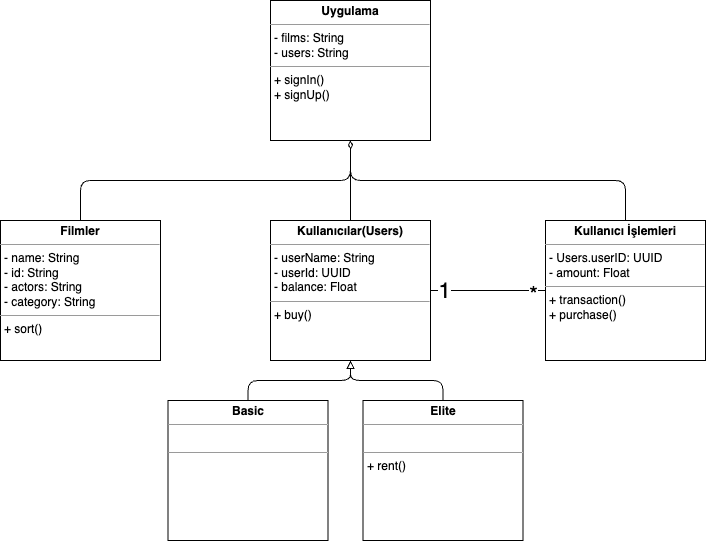 Uygulama
- films: String
- users: String
+ signIn()
+ signUp()
Filmler
- name: String
- id: String
- actors: String
- category: String
+ sort()
Kullanıcılar(Users)
- userName: String
- userId: UUID
- balance: Float
+ buy()
1
*
Kullanıcı İşlemleri
- Users.userID: UUID
- amount: Float
+ transaction()
+ purchase()
Basic
Elite
+ rent()